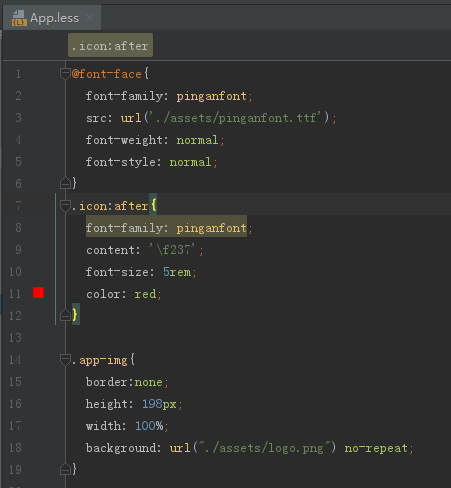 App.less
.icon:after
1 @font-face{
2 font-family: pinganfont;
3 src: url('./assets/pinganfont.ttf');
4 font-weight: normal;
5 font-style: normal;
6 }
7 .icon:after{
8 font-family: pinganfont;
9 content: '\f237';
10 font-size: 5rem;
11 color: red;
12 }
13
14 .app-img{
15 border:none;
16 height: 198px;
17 width: 100%;
18 background: url("./assets/logo.png") no-repeat;
19 }